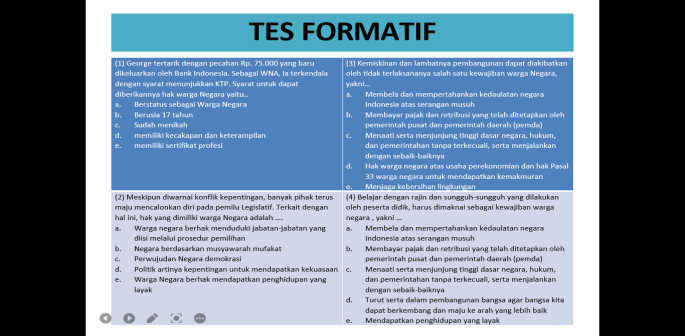 TES FORMATIF
(1) George tertarik dengan pecahan Rp. 75.000 yang baru
dikeluarkan oleh Bank Indonesia. Sebagai WNA, ia terkendala
dengan syarat menunjukkan KTP. Syarat untuk dapat
diberikannya hak warga Negara yaitu..
a. Berstatus sebagai Warga Negara
b. Berusia 17 tahun
c. Sudah menikah
d. memiliki kecakapan dan keterampilan
e. memiliki sertifikat profesi
(3) Kemiskinan dan lambatnya pembangunan dapat diakibatkan
oleh tidak terlaksananya salah satu kewajiban warga Negara,
yakni...
a. Membela dan mempertahankan kedaulatan negara
Indonesia atas serangan musuh
b. Membayar pajak dan retribusi yang telah ditetapkan oleh
pemerintah pusat dan pemerintah daerah (pemda)
c. Menaati serta menjunjung tinggi dasar negara, hukum,
dan pemerintahan tanpa terkecuali, serta menjalankan
dengan sebaik-baiknya
d. Hak warga negara atas usaha perekonomian dan hak Pasal
33 warga negara untuk mendapatkan kemakmuran
e. Menjaga kebersihan lingkungan
(2) Meskipun diwarnai konflik kepentingan, banyak pihak terus
maju mencalonkan diri pada pemilu Legislatif. Terkait dengan
hal ini, hak yang dimiliki warga Negara adalah ....
a. Warga negara berhak menduduki jabatan-jabatan yang
diisi melalui prosedur pemilihan
b. Negara berdasarkan musyawarah mufakat
c. Perwujudan Negara demokrasi
d. Politik artinya kepentingan untuk mendapatkan kekuasaan
e. Warga Negara berhak mendapatkan penghidupan yang
layak
(4) Belajar dengan rajin dan sungguh-sungguh yang dilakukan
oleh peserta didik, harus dimaknai sebagai kewajiban warga
negara , yakni ...
a. Membela dan mempertahankan kedaulatan negara
Indonesia atas serangan musuh
b. Membayar pajak dan retribusi yang telah ditetapkan oleh
pemerintah pusat dan pemerintah daerah (pemda)
c. Menaati serta menjunjung tinggi dasar negara, hukum,
dan pemerintahan tanpa terkecuali, serta menjalankan
dengan sebaik-baiknya
d. Turut serta dalam pembangunan bangsa agar bangsa kita
dapat berkembang dan maju ke arah yang lebih baik
e. Mendapatkan penghidupan yang layak